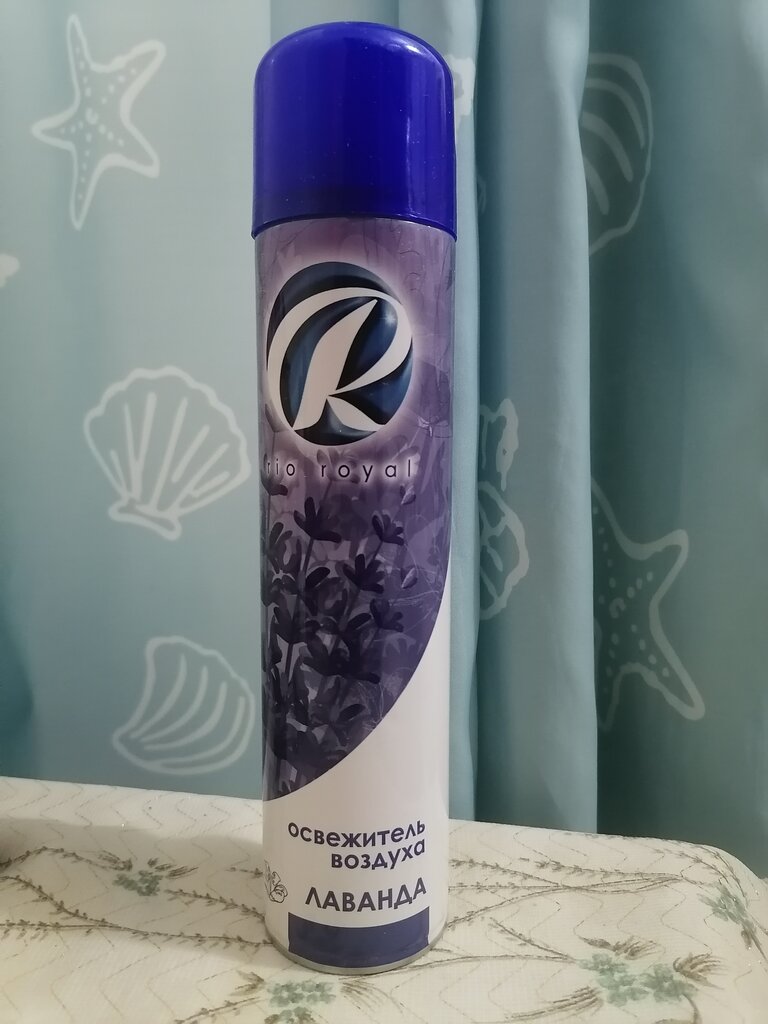 R
rio royal
освежитель
воздуха
ЛАВАНДА